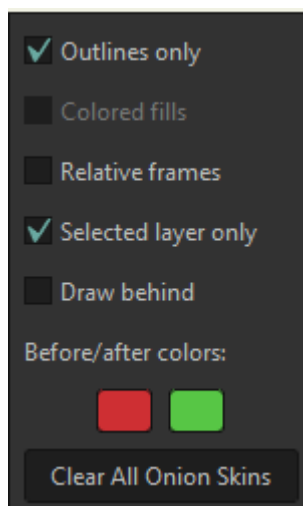 Outlines only
Colored fills
Relative frames
Selected layer only
Draw behind
Before/after colors:
Clear All Onion Skins